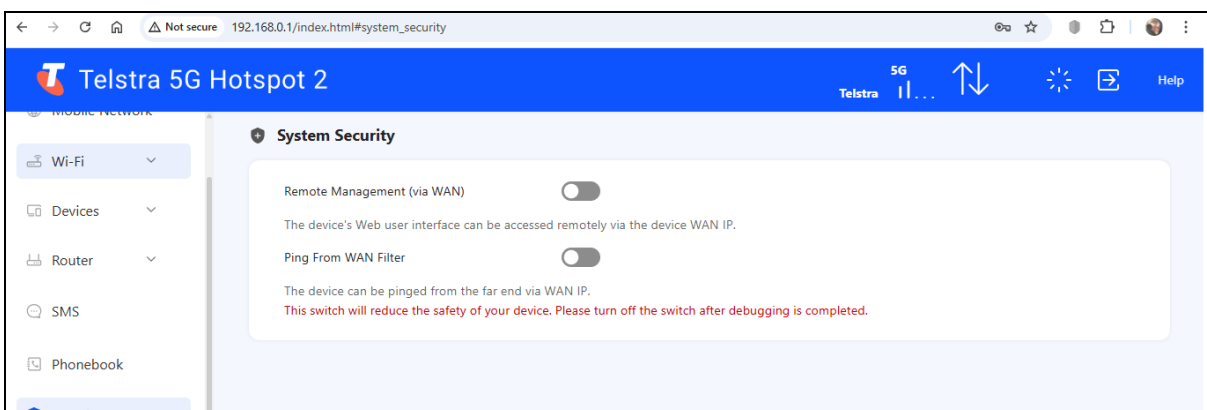 Not secure 192.168.0.1/index.html#system_security
Telstra 5G Hotspot 2
5G
Telstra
Help
Mobile Network
System Security
Wi-Fi
Remote Management (via WAN)
Devices
The device's Web user interface can be accessed remotely via the device WAN IP.
Router
Ping From WAN Filter
The device can be pinged from the far end via WAN IP.
SMS
This switch will reduce the safety of your device. Please turn off the switch after debugging is completed.
Phonebook